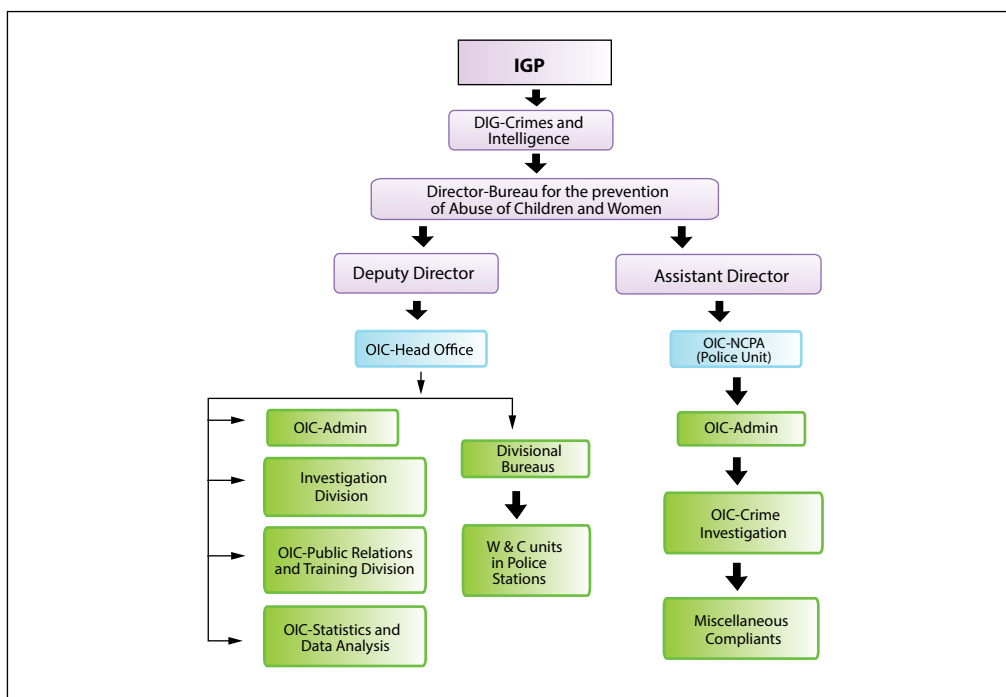 IGP
DIG-Crimes and
Intelligence
Director-Bureau for the prevention
of Abuse of Children and Women
Deputy Director
Assistant Director
OIC-Head Office
OIC-NCPA
(Police Unit)
OIC-Admin
Investigation
Division
OIC-Public Relations
and Training Division
OIC-Statistics and
Data Analysis
Divisional
Bureaus
W & C units
in Police
Stations
OIC-Admin
OIC-Crime
Investigation
Miscellaneous
Compliants